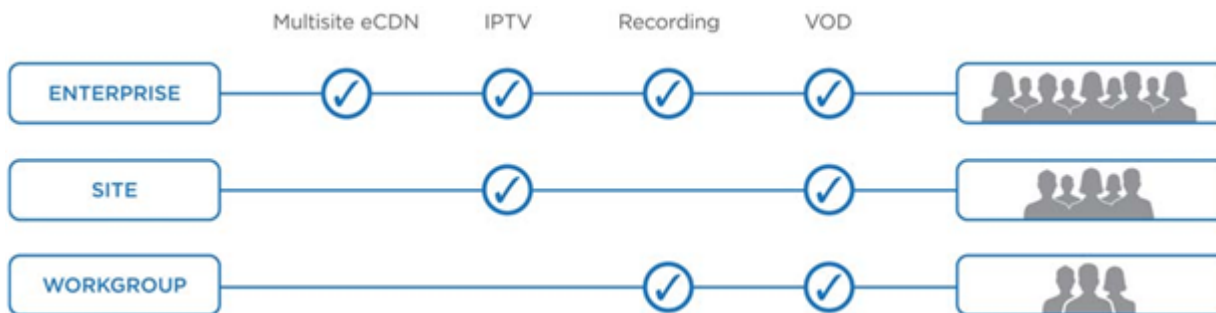 Multisite eCDN IPTV Recording VOD
ENTERPRISE
SITE
WORKGROUP